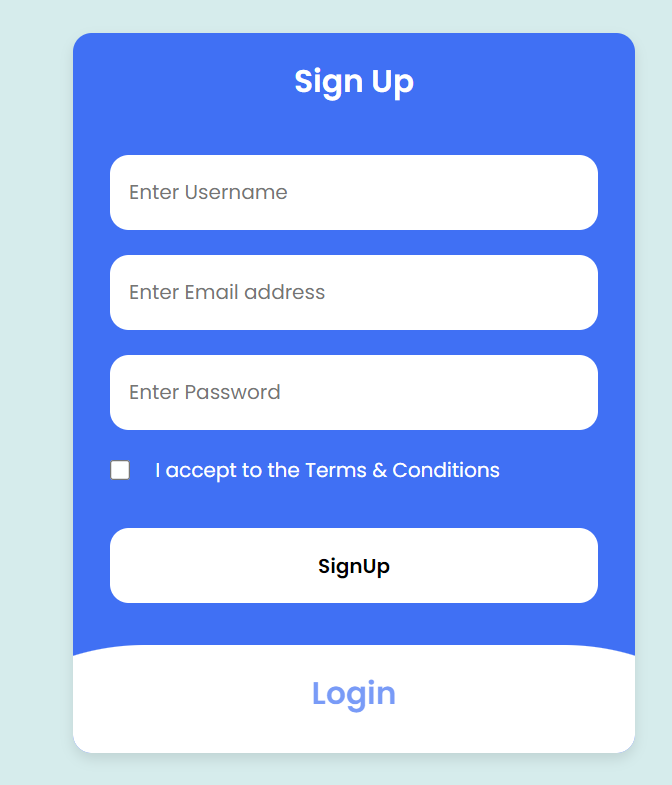 Sign Up
Enter Username
Enter Email address
Enter Password
I accept to the Terms & Conditions
SignUp
Login